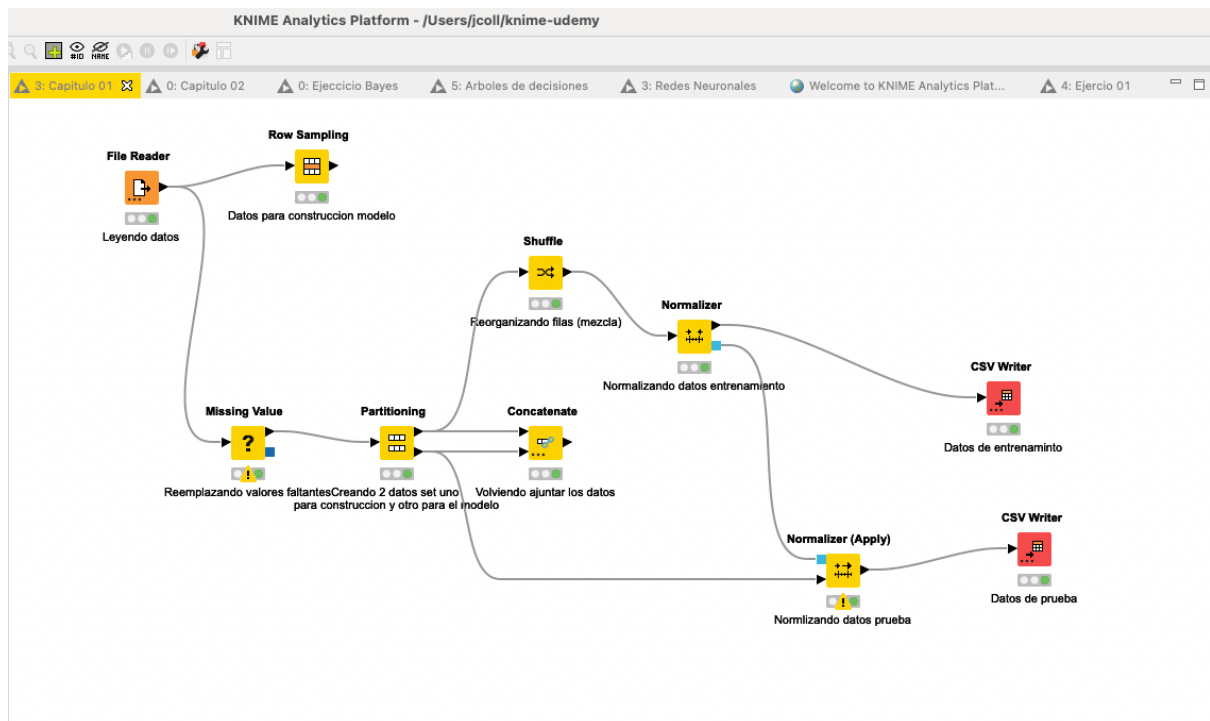 KNIME Analytics Platform - /Users/jcoll/knime-udemy
#ID NAME
3: Capitulo 01
0: Capitulo 02
0: Ejeccicio Bayes
5: Arboles de decisiones
3: Redes Neuronales
Welcome to KNIME Analytics Plat...
4: Ejercio 01
Row Sampling
Datos para construccion modelo
File Reader
Leyendo datos
Shuffle
Reorganizando filas (mezcla)
Normalizer
Normalizando datos entrenamiento
CSV Writer
Datos de entrenaminto
Missing Value
?
!
Reemplazando valores faltantes
Partitioning
Creando 2 datos set uno
para construccion y otro para el modelo
Concatenate
Volviendo ajuntar los datos
Normalizer (Apply)
!
Normlizando datos prueba
CSV Writer
Datos de prueba